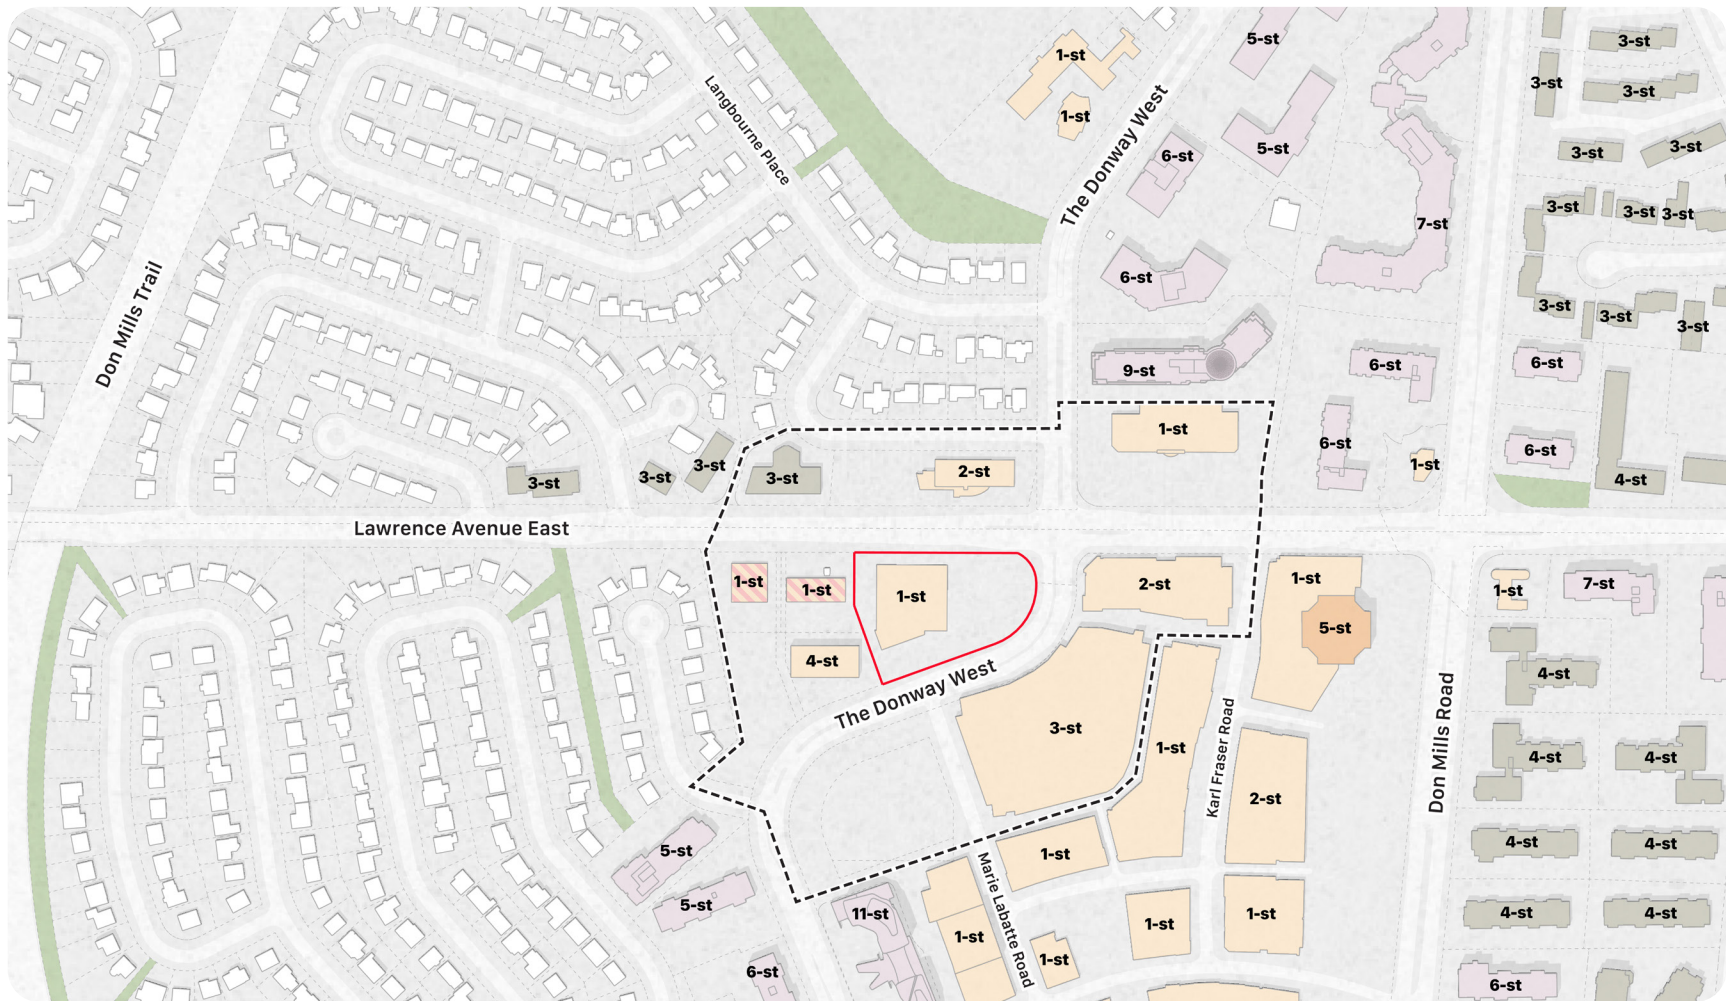 5-st
3-st
1-st
3-st
3-st
1-st
Langbourne Place
The Donway West
6-st
5-st
3-st
3-st
3-st
3-st
3-st
7-st
6-st
3-st
3-st
3-st
Don Mills Trail
9-st
6-st
6-st
1-st
6-st
6-st
1-st
3-st
3-st
3-st
3-st
2-st
4-st
Lawrence Avenue East
1-st
1-st
1-st
2-st
1-st
5-st
1-st
7-st
4-st
The Donway West
4-st
3-st
1-st
Karl Fraser Road
2-st
Don Mills Road
4-st
4-st
4-st
4-st
5-st
1-st
5-st
11-st
1-st
Marie Labatte Road
1-st
1-st
4-st
4-st
1-st
6-st
6-st